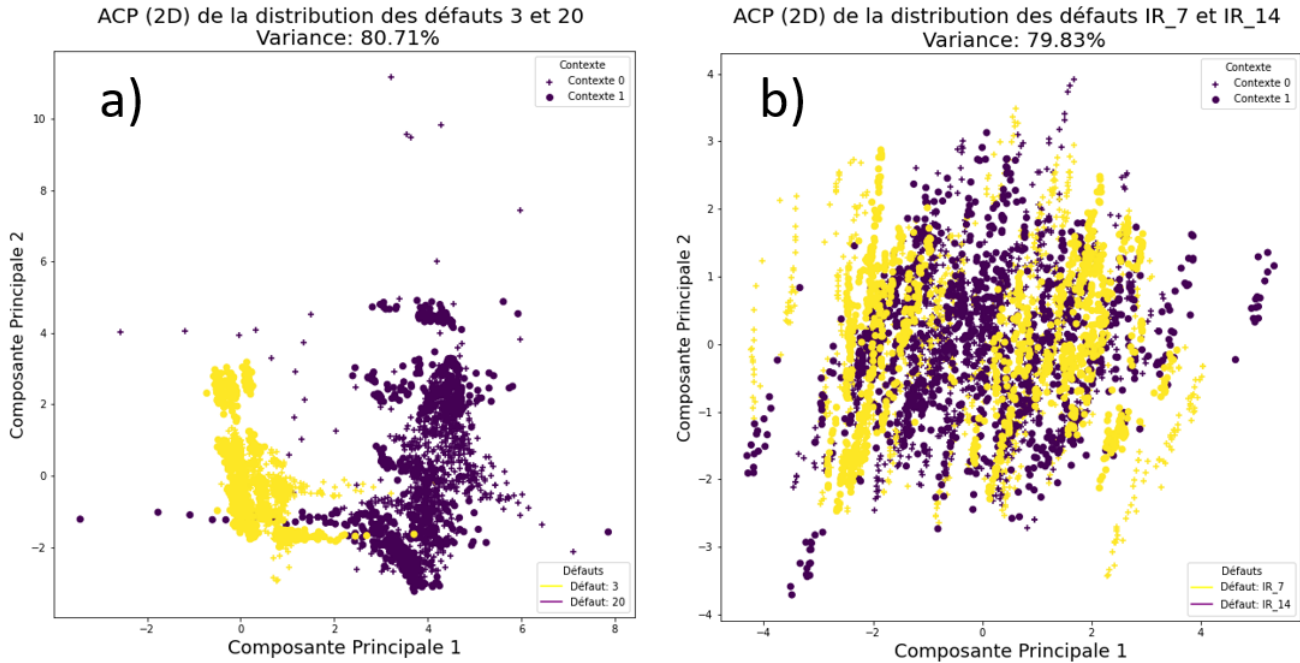 ACP (2D) de la distribution des défauts 3 et 20
Variance: 80.71%
a)
Contexte
Contexte 0
Contexte 1
10
8
6
4
2
0
−2
−2
0
2
4
6
8
Composante Principale 2
Composante Principale 1
Défauts
Défaut: 3
Défaut: 20
ACP (2D) de la distribution des défauts IR_7 et IR_14
Variance: 79.83%
b)
Contexte
Contexte 0
Contexte 1
4
3
2
1
0
−1
−2
−3
−4
−4
−2
0
2
4
Composante Principale 2
Composante Principale 1
Défauts
Défaut: IR_7
Défaut: IR_14